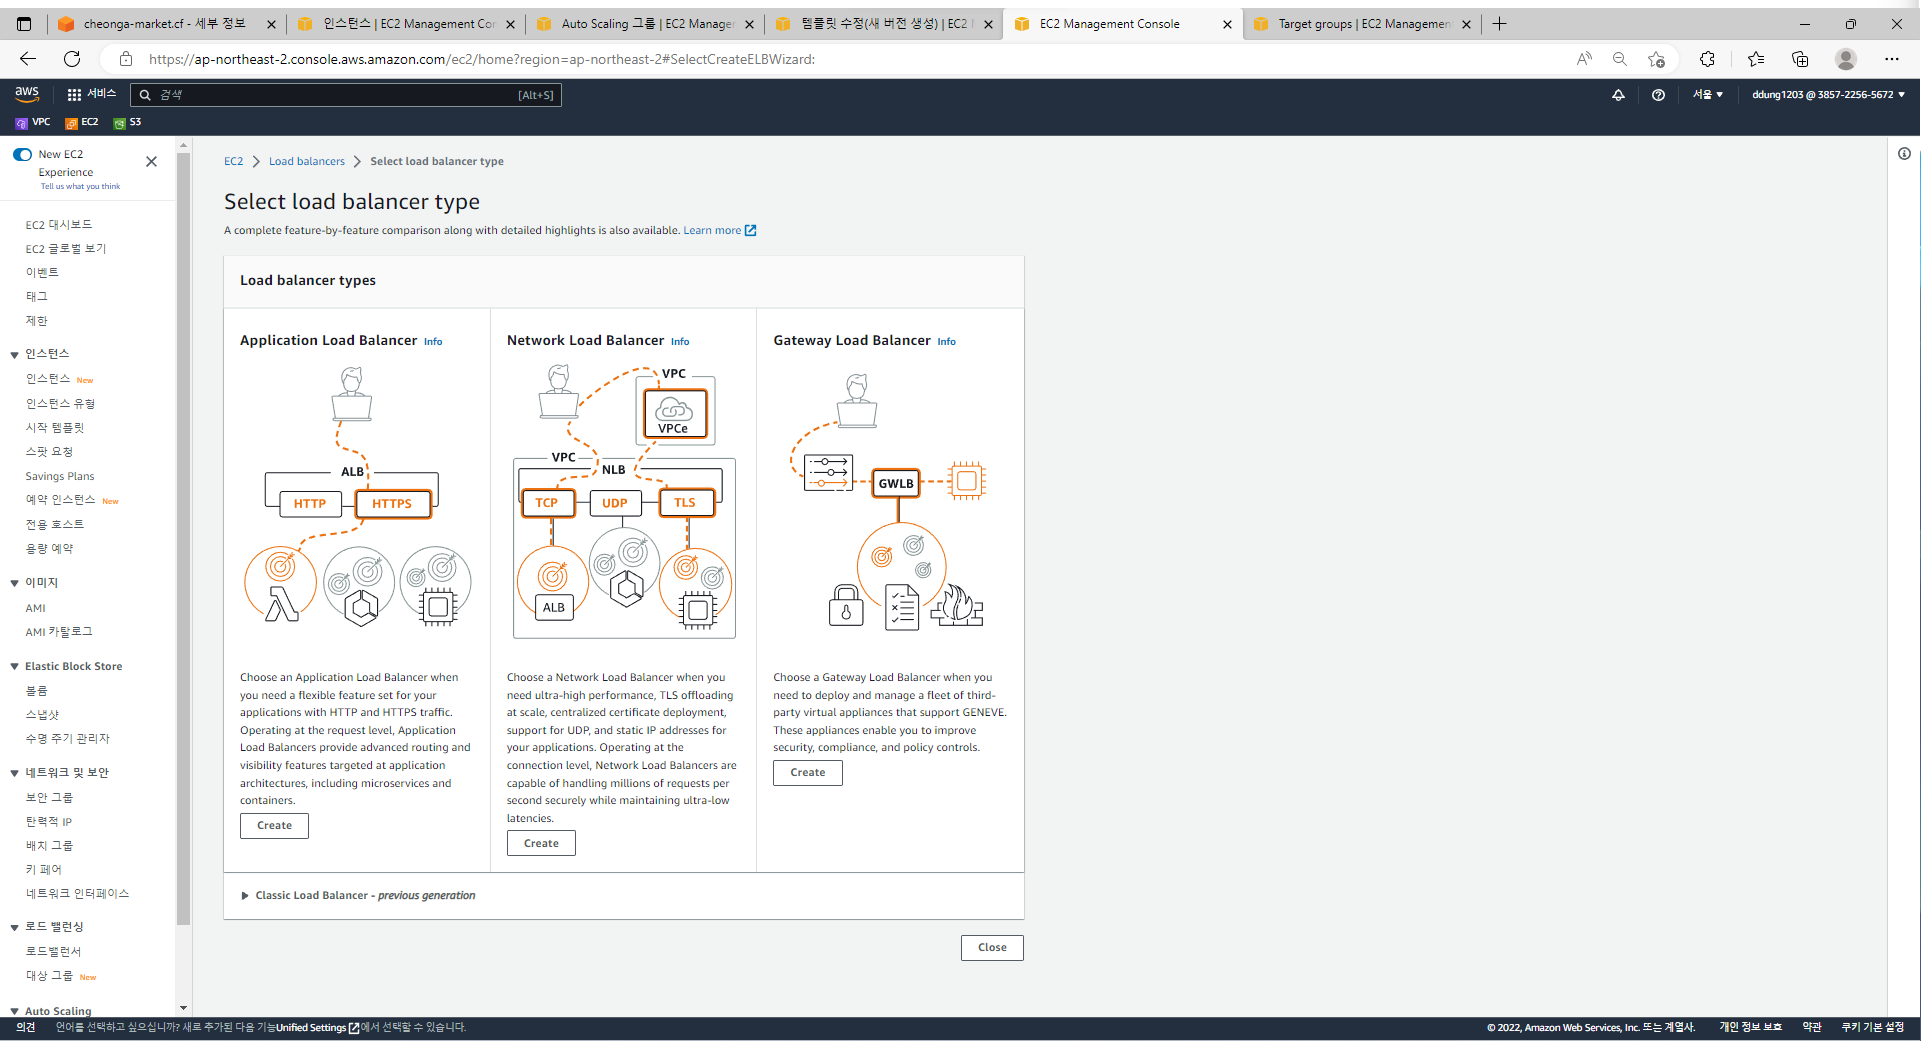 cheonga-market.cf - 세부 정보
인스턴스 | EC2 Management Con
Auto Scaling 그룹 | EC2 Manager
템플릿 수정(새 버전 생성) | EC2 M
EC2 Management Console
Target groups | EC2 Management
https://ap-northeast-2.console.aws.amazon.com/ec2/home?region=ap-northeast-2#SelectCreateELBWizard:
aws
서비스
검색
[Alt+S]
서울 ▼
ddung1203 @ 3857-2256-5672 ▼
VPC
EC2
S3
New EC2
Experience
Tell us what you think
EC2 대시보드
EC2 글로벌 보기
이벤트
태그
제한
인스턴스
인스턴스 New
인스턴스 유형
시작 템플릿
스팟 요청
Savings Plans
예약 인스턴스 New
전용 호스트
용량 예약
이미지
AMI
AMI 카탈로그
Elastic Block Store
볼륨
스냅샷
수명 주기 관리자
네트워크 및 보안
보안 그룹
탄력적 IP
배치 그룹
키 페어
네트워크 인터페이스
로드 밸런싱
로드밸런서
대상 그룹 New
Auto Scaling
EC2 > Load balancers > Select load balancer type
Select load balancer type
A complete feature-by-feature comparison along with detailed highlights is also available. Learn more
Load balancer types
Application Load Balancer Info
ALB
HTTP
HTTPS
Choose an Application Load Balancer when
you need a flexible feature set for your
applications with HTTP and HTTPS traffic.
Operating at the request level, Application
Load Balancers provide advanced routing and
visibility features targeted at application
architectures, including microservices and
containers.
Create
Network Load Balancer Info
VPC
VPCe
VPC
NLB
TCP
UDP
TLS
ALB
Choose a Network Load Balancer when you
need ultra-high performance, TLS offloading
at scale, centralized certificate deployment,
support for UDP, and static IP addresses for
your applications. Operating at the
connection level, Network Load Balancers are
capable of handling millions of requests per
second securely while maintaining ultra-low
latencies.
Create
Gateway Load Balancer Info
GWLB
Choose a Gateway Load Balancer when you
need to deploy and manage a fleet of third-
party virtual appliances that support GENEVE.
These appliances enable you to improve
security, compliance, and policy controls.
Create
Classic Load Balancer - previous generation
Close
의견
언어를 선택하고 싶으십니까? 새로 추가된 다음 기능Unified Settings에서 선택할 수 있습니다.
© 2022, Amazon Web Services, Inc. 또는 계열사.
개인 정보 보호
약관
쿠키 기본 설정